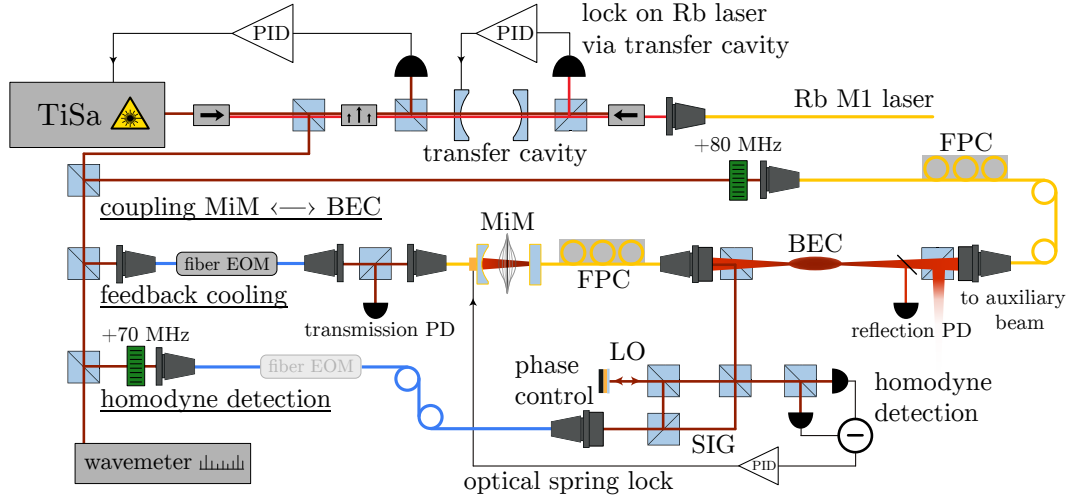 PID
PID
lock on Rb laser
via transfer cavity
TiSa
Rb M1 laser
transfer cavity
+80 MHz
FPC
coupling MiM ⟵⟶ BEC
MiM
BEC
fiber EOM
FPC
feedback cooling
transmission PD
reflection PD
to auxiliary
beam
+70 MHz
fiber EOM
phase
control
LO
homodyne
detection
homodyne detection
SIG
wavemeter
PID
optical spring lock